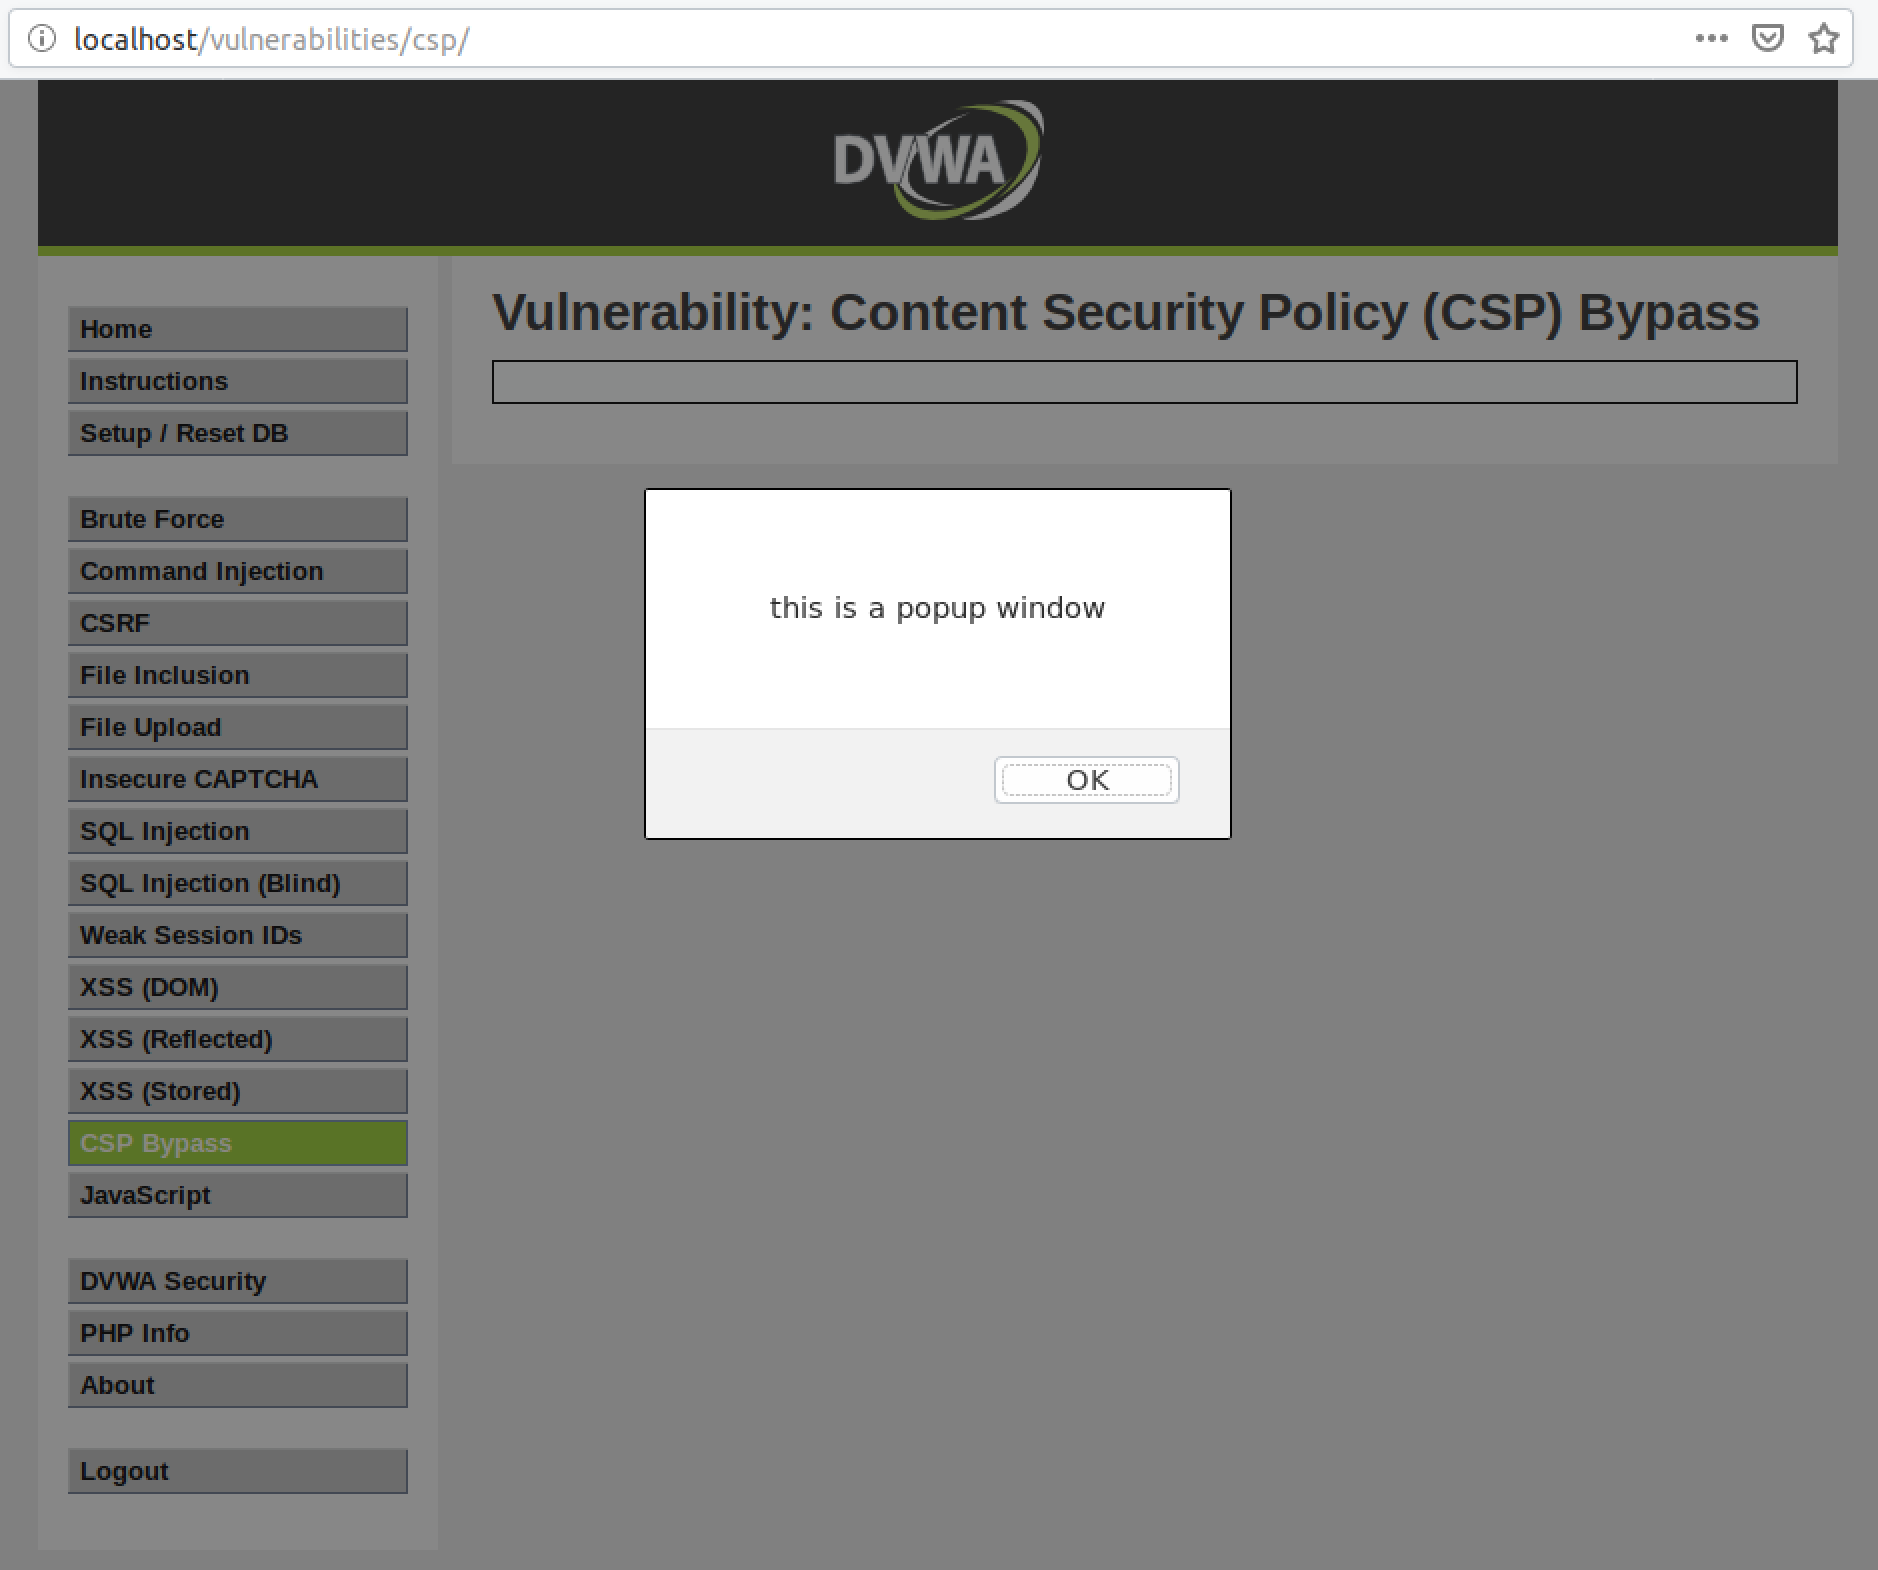 localhost/vulnerabilities/csp/
DVWA
Home
Instructions
Setup / Reset DB
Brute Force
Command Injection
CSRF
File Inclusion
File Upload
Insecure CAPTCHA
SQL Injection
SQL Injection (Blind)
Weak Session IDs
XSS (DOM)
XSS (Reflected)
XSS (Stored)
CSP Bypass
JavaScript
DVWA Security
PHP Info
About
Logout
Vulnerability: Content Security Policy (CSP) Bypass
this is a popup window
OK